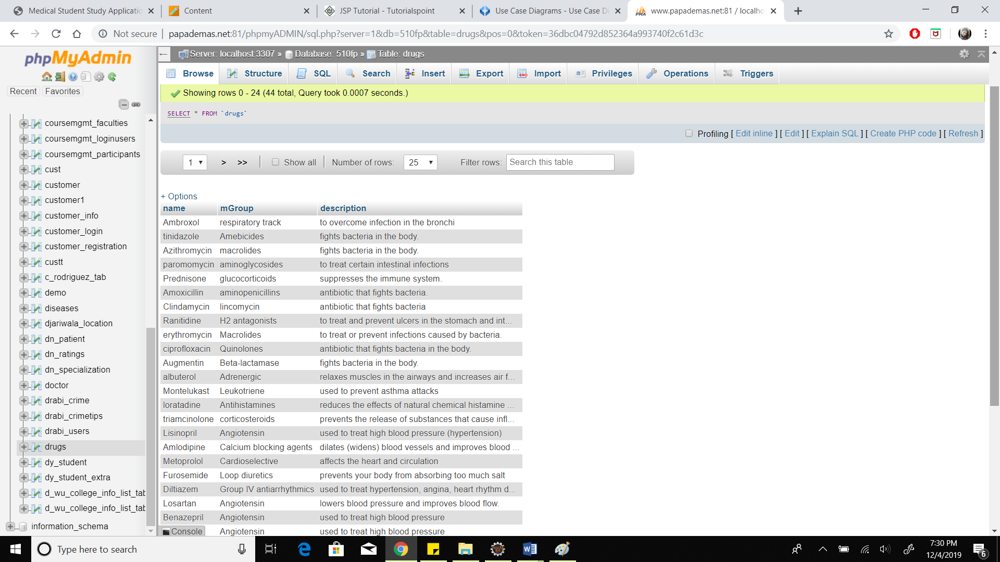 Medical Student Study Applicatio
Content
JSP Tutorial - Tutorialspoint
Use Case Diagrams - Use Case Di
www.papademas.net:81 / localho
Not secure
papademas.net:81/phpmyADMIN/sql.php?server=1&db=510fp&table=drugs&pos=0&token=36dbc04792d852364a993740f2c61d3c
phpMyAdmin
Recent
Favorites
coursemgmt_faculties
coursemgmt_loginusers
coursemgmt_participants
cust
customer
customer1
customer_info
customer_login
customer_registration
custt
c_rodriguez_tab
demo
diseases
djariwala_location
dn_patient
dn_ratings
dn_specialization
doctor
drabi_crime
drabi_crimetips
drabi_users
drugs
dy_student
dy_student_extra
d_wu_college_info_list_tab
d_wu_college_info_list_tab
information_schema
Server: localhost:3307 » Database: 510fp » Table: drugs
Browse Structure SQL Search Insert Export Import Privileges Operations Triggers
Showing rows 0 - 24 (44 total, Query took 0.0007 seconds.)
SELECT * FROM `drugs`
Profiling [ Edit inline ] [ Edit ] [ Explain SQL ] [ Create PHP code ] [ Refresh ]
1 > >> Show all Number of rows: 25 Filter rows: Search this table
+ Options
name mGroup description
Ambroxol respiratory track to overcome infection in the bronchi
tinidazole Amebicides fights bacteria in the body.
Azithromycin macrolides fights bacteria in the body.
paromomycin aminoglycosides to treat certain intestinal infections
Prednisone glucocorticoids suppresses the immune system.
Amoxicillin aminopenicillins antibiotic that fights bacteria.
Clindamycin lincomycin antibiotic that fights bacteria
Ranitidine H2 antagonists to treat and prevent ulcers in the stomach and int...
erythromycin Macrolides to treat or prevent infections caused by bacteria.
ciprofloxacin Quinolones antibiotic that fights bacteria in the body.
Augmentin Beta-lactamase fights bacteria in the body.
albuterol Adrenergic relaxes muscles in the airways and increases air f...
Montelukast Leukotriene used to prevent asthma attacks
loratadine Antihistamines reduces the effects of natural chemical histamine ...
triamcinolone corticosteroids prevents the release of substances that cause infl...
Lisinopril Angiotensin used to treat high blood pressure (hypertension)
Amlodipine Calcium blocking agents dilates (widens) blood vessels and improves blood ...
Metoprolol Cardioselective affects the heart and circulation
Furosemide Loop diuretics prevents your body from absorbing too much salt
Diltiazem Group IV antiarrhythmics used to treat hypertension, angina, heart rhythm d...
Losartan Angiotensin lowers blood pressure and improves blood flow.
Benazepril Angiotensin used to treat high blood pressure
Console Angiotensin used to treat high blood pressure
Type here to search
7:30 PM
12/4/2019
6